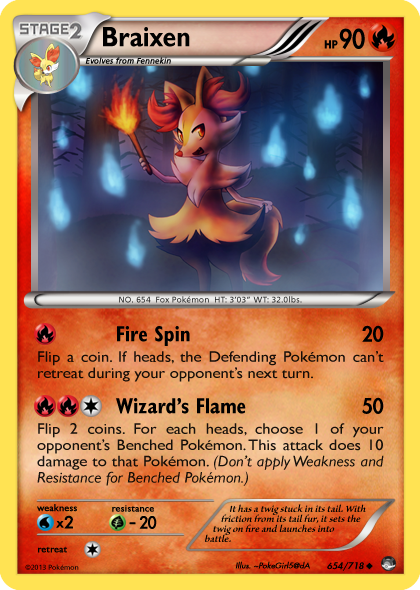 STAGE2
Braixen
HP90
Evolves from Fennekin
NO. 654 Fox Pokémon HT: 3'03" WT: 32.0lbs.
Fire Spin 20
Flip a coin. If heads, the Defending Pokémon can't
retreat during your opponent's next turn.
Wizard's Flame 50
Flip 2 coins. For each heads, choose 1 of your
opponent's Benched Pokémon. This attack does 10
damage to that Pokémon. (Don't apply Weakness and
Resistance for Benched Pokémon.)
weakness resistance
x2 - 20
retreat
It has a twig stuck in its tail. With
friction from its tail fur, it sets the
twig on fire and launches into
battle.
©2013 Pokémon
Illus. ~PokeGirl5@dA 654/718